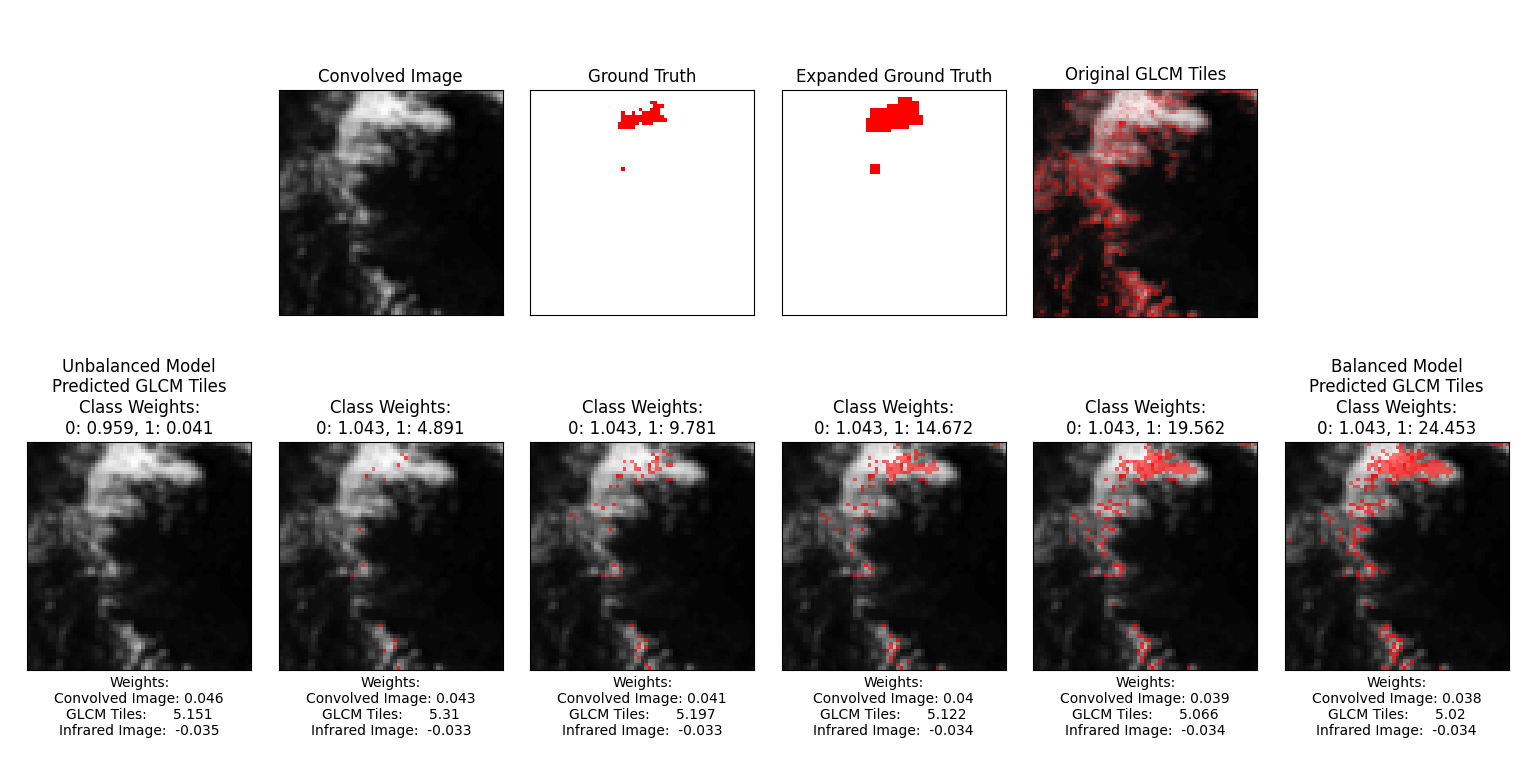 Convolved Image
Ground Truth
Expanded Ground Truth
Original GLCM Tiles
Unbalanced Model
Predicted GLCM Tiles
Class Weights:
0: 0.959, 1: 0.041
Class Weights:
0: 1.043, 1: 4.891
Class Weights:
0: 1.043, 1: 9.781
Class Weights:
0: 1.043, 1: 14.672
Class Weights:
0: 1.043, 1: 19.562
Balanced Model
Predicted GLCM Tiles
Class Weights:
0: 1.043, 1: 24.453
Weights:
Convolved Image: 0.046
GLCM Tiles: 5.151
Infrared Image: -0.035
Weights:
Convolved Image: 0.043
GLCM Tiles: 5.31
Infrared Image: -0.033
Weights:
Convolved Image: 0.041
GLCM Tiles: 5.197
Infrared Image: -0.033
Weights:
Convolved Image: 0.04
GLCM Tiles: 5.122
Infrared Image: -0.034
Weights:
Convolved Image: 0.039
GLCM Tiles: 5.066
Infrared Image: -0.034
Weights:
Convolved Image: 0.038
GLCM Tiles: 5.02
Infrared Image: -0.034